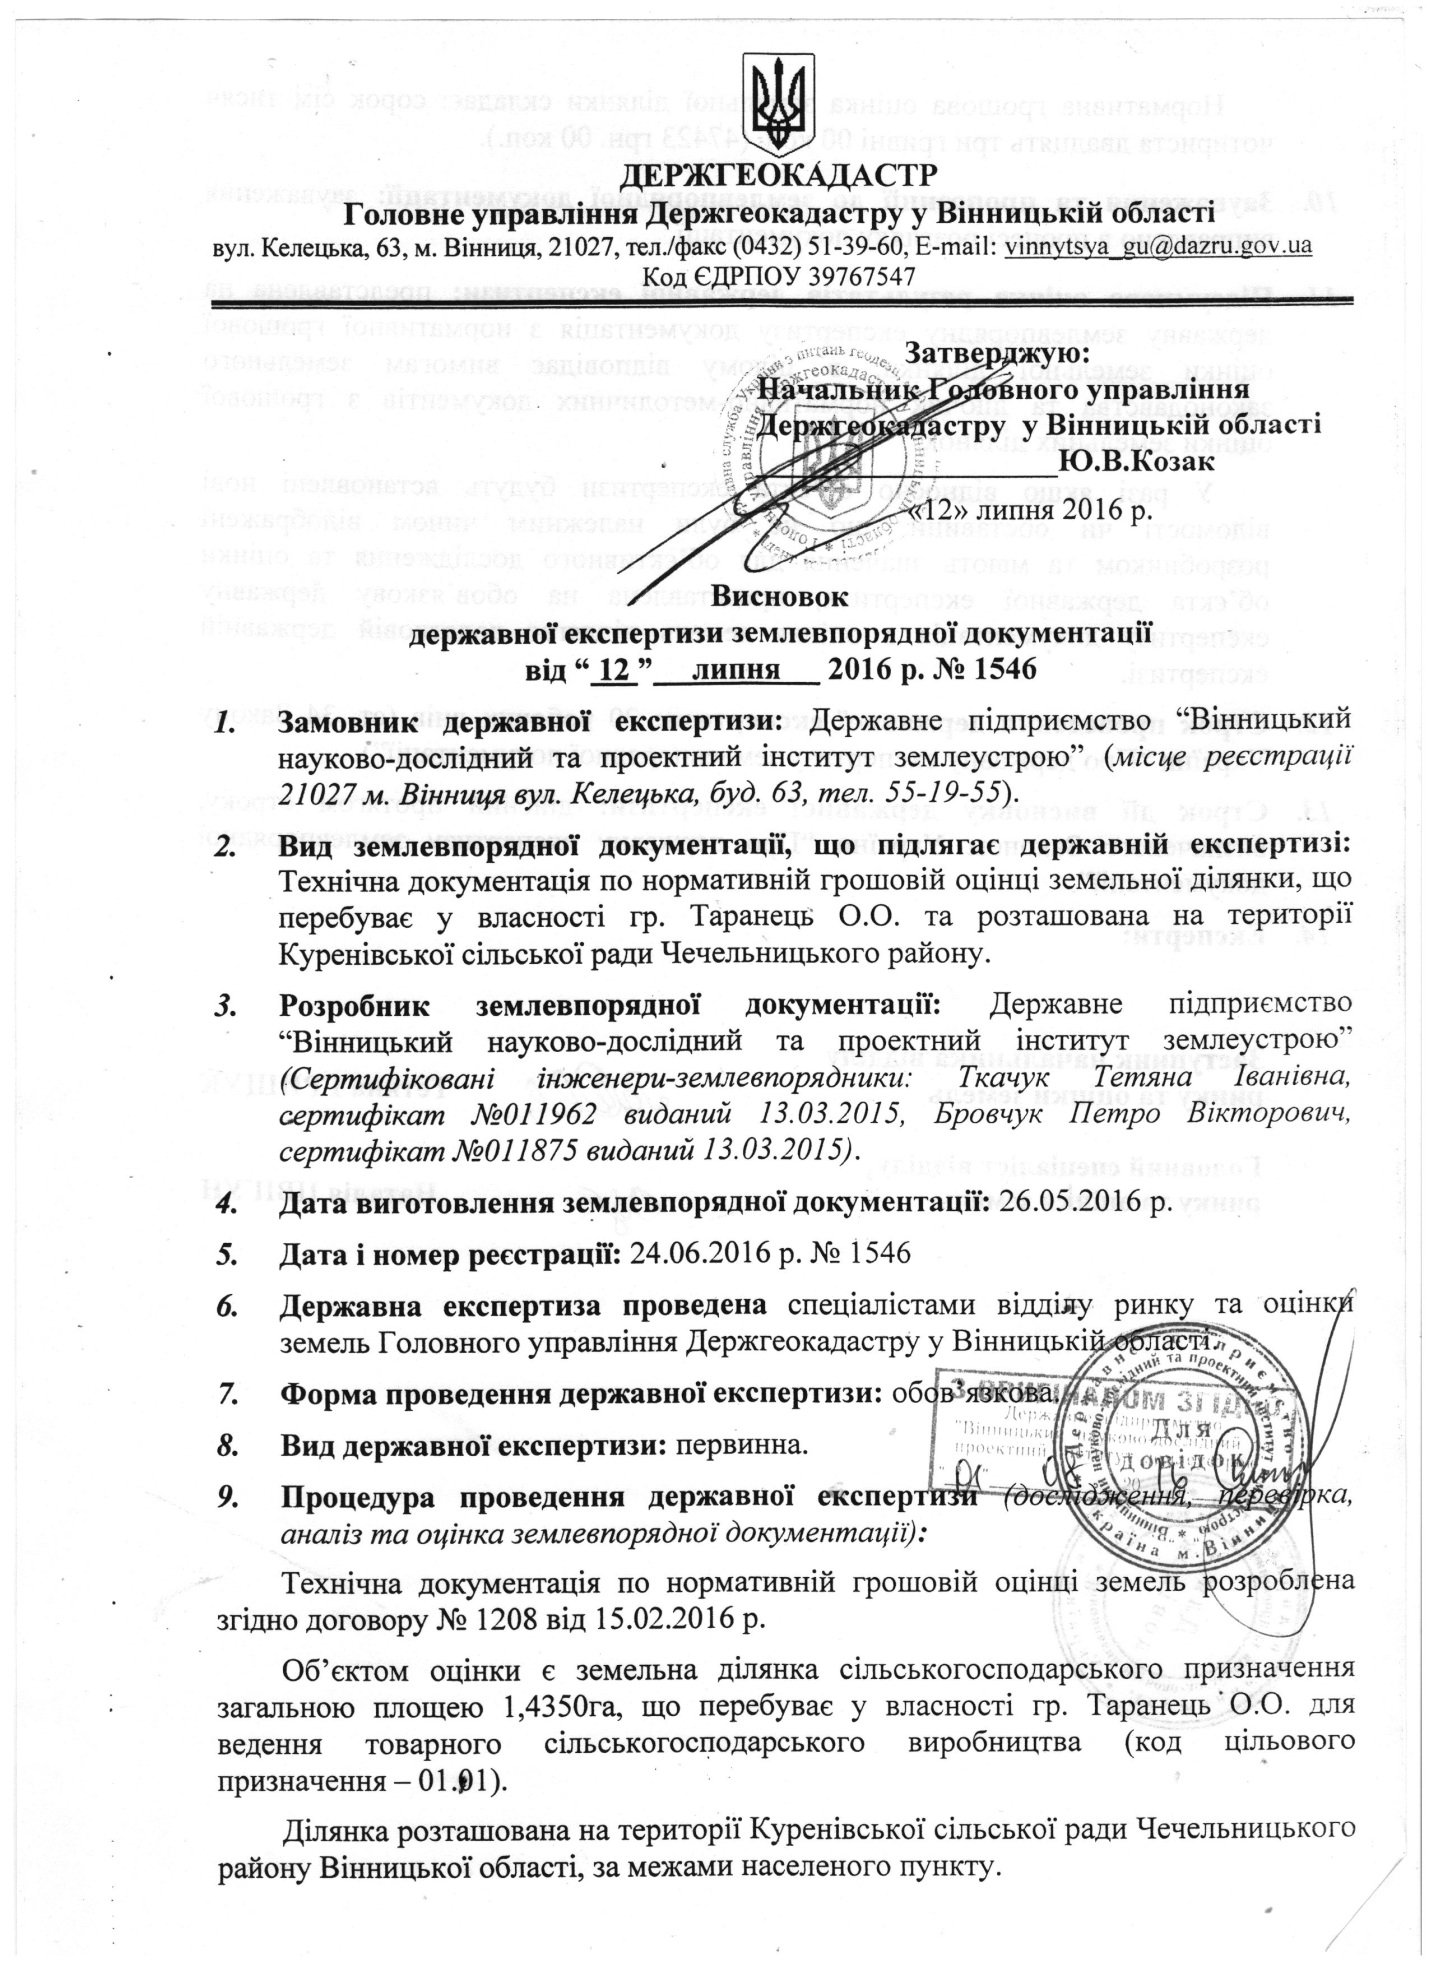 ДЕРЖГЕОКАДАСТР
Головне управління Держгеокадастру у Вінницькій області
вул. Келецька, 63, м. Вінниця, 21027, тел./факс (0432) 51-39-60, E-mail: vinnytsya_gu@dazru.gov.ua
Код ЄДРПОУ 39767547
Затверджую:
Начальник Головного управління
Держгеокадастру у Вінницькій області
Ю.В.Козак
«12» липня 2016 р.
Висновок
державної експертизи землевпорядної документації
від “ 12 ” липня 2016 р. № 1546
1. Замовник державної експертизи: Державне підприємство “Вінницький
науково-дослідний та проектний інститут землеустрою” (місце реєстрації
21027 м. Вінниця вул. Келецька, буд. 63, тел. 55-19-55).
2. Вид землевпорядної документації, що підлягає державній експертизі:
Технічна документація по нормативній грошовій оцінці земельної ділянки, що
перебуває у власності гр. Таранець О.О. та розташована на території
Куренівської сільської ради Чечельницького району.
3. Розробник землевпорядної документації: Державне підприємство
“Вінницький науково-дослідний та проектний інститут землеустрою”
(Сертифіковані інженери-землевпорядники: Ткачук Тетяна Іванівна,
сертифікат №011962 виданий 13.03.2015, Бровчук Петро Вікторович,
сертифікат №011875 виданий 13.03.2015).
4. Дата виготовлення землевпорядної документації: 26.05.2016 р.
5. Дата і номер реєстрації: 24.06.2016 р. № 1546
6. Державна експертиза проведена спеціалістами відділу ринку та оцінки
земель Головного управління Держгеокадастру у Вінницькій області.
7. Форма проведення державної експертизи: обов’язкова.
З ОРИГІНАЛОМ ЗГІДНО
Державне підприємство
"Вінницький науково-дослідний
Для
довідок
8. Вид державної експертизи: первинна.
9. Процедура проведення державної експертизи (дослідження, перевірка,
аналіз та оцінка землевпорядної документації):
Технічна документація по нормативній грошовій оцінці земель розроблена
згідно договору № 1208 від 15.02.2016 р.
Об’єктом оцінки є земельна ділянка сільськогосподарського призначення
загальною площею 1,4350га, що перебуває у власності гр. Таранець О.О. для
ведення товарного сільськогосподарського виробництва (код цільового
призначення – 01.01).
Ділянка розташована на території Куренівської сільської ради Чечельницького
району Вінницької області, за межами населеного пункту.